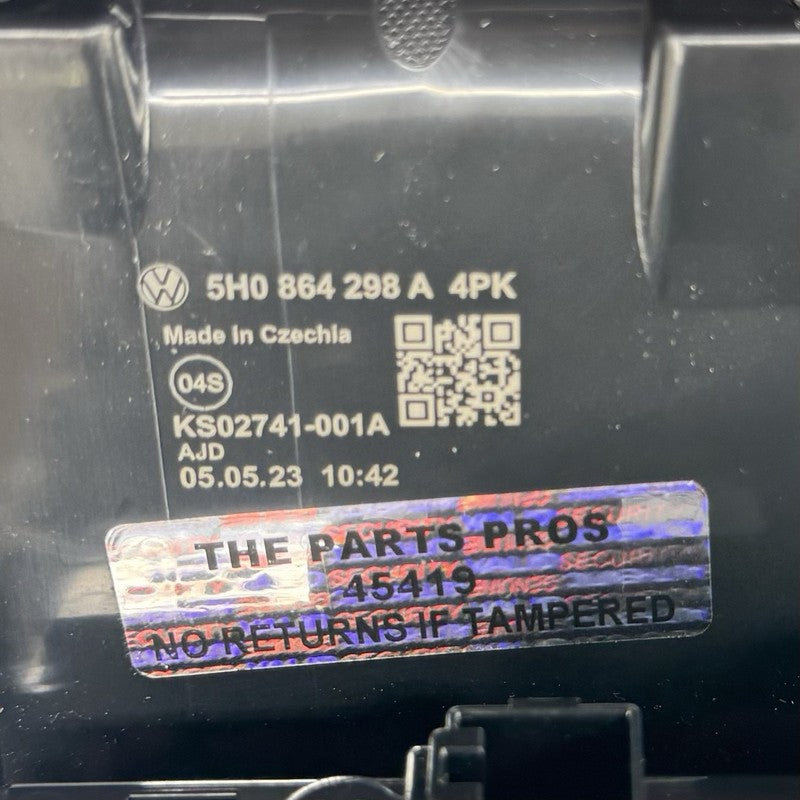 5H0 864 298 A 4PK
Made in Czechia
04S
KS02741-001A
AJD
05.05.23 10:42
THE PARTS PROS
45419
NO RETURNS IF TAMPERED